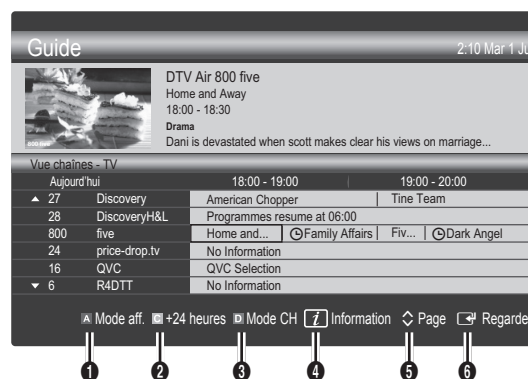 Guide 2:10 Mar 1 Ju
DTV Air 800 five
Home and Away
18:00 - 18:30
Drama
Dani is devastated when scott makes clear his views on marriage...
Vue chaînes - TV
Aujourd'hui 18:00 - 19:00 19:00 - 20:00
▲ 27 Discovery American Chopper Tine Team
28 DiscoveryH&L Programmes resume at 06:00
800 five Home and... Family Affairs Fiv... Dark Angel
24 price-drop.tv No Information
16 QVC QVC Selection
▼ 6 R4DTT No Information
A Mode aff. C +24 heures D Mode CH i Information Page Regarde
1 2 3 4 5 6